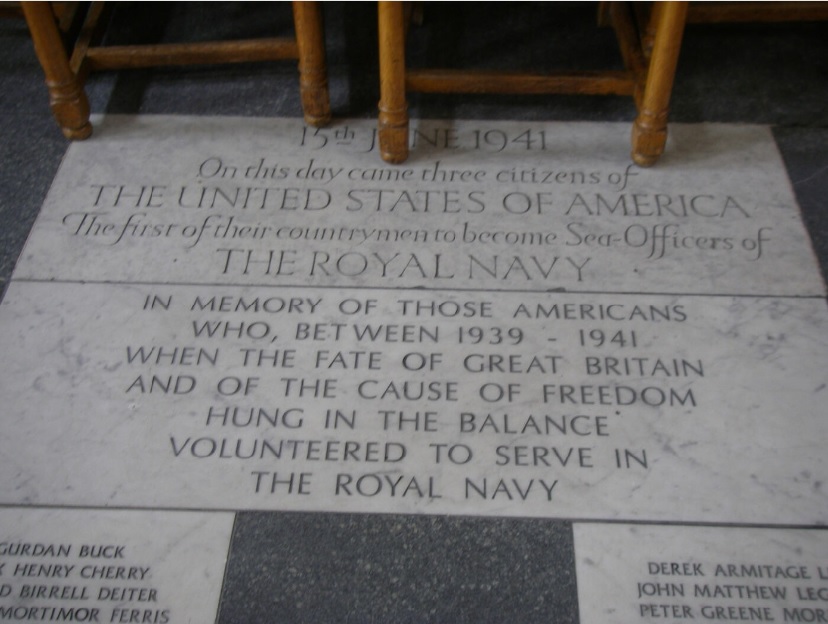 15th JUNE 1941
On this day came three citizens of
THE UNITED STATES OF AMERICA
The first of their countrymen to become Sea-Officers of
THE ROYAL NAVY
IN MEMORY OF THOSE AMERICANS
WHO, BETWEEN 1939 - 1941
WHEN THE FATE OF GREAT BRITAIN
AND OF THE CAUSE OF FREEDOM
HUNG IN THE BALANCE
VOLUNTEERED TO SERVE IN
THE ROYAL NAVY
GURDAN BUCK
HENRY CHERRY
BIRRELL DEITER
MORTIMOR FERRIS
DEREK ARMITAGE
JOHN MATTHEW
PETER GREENE